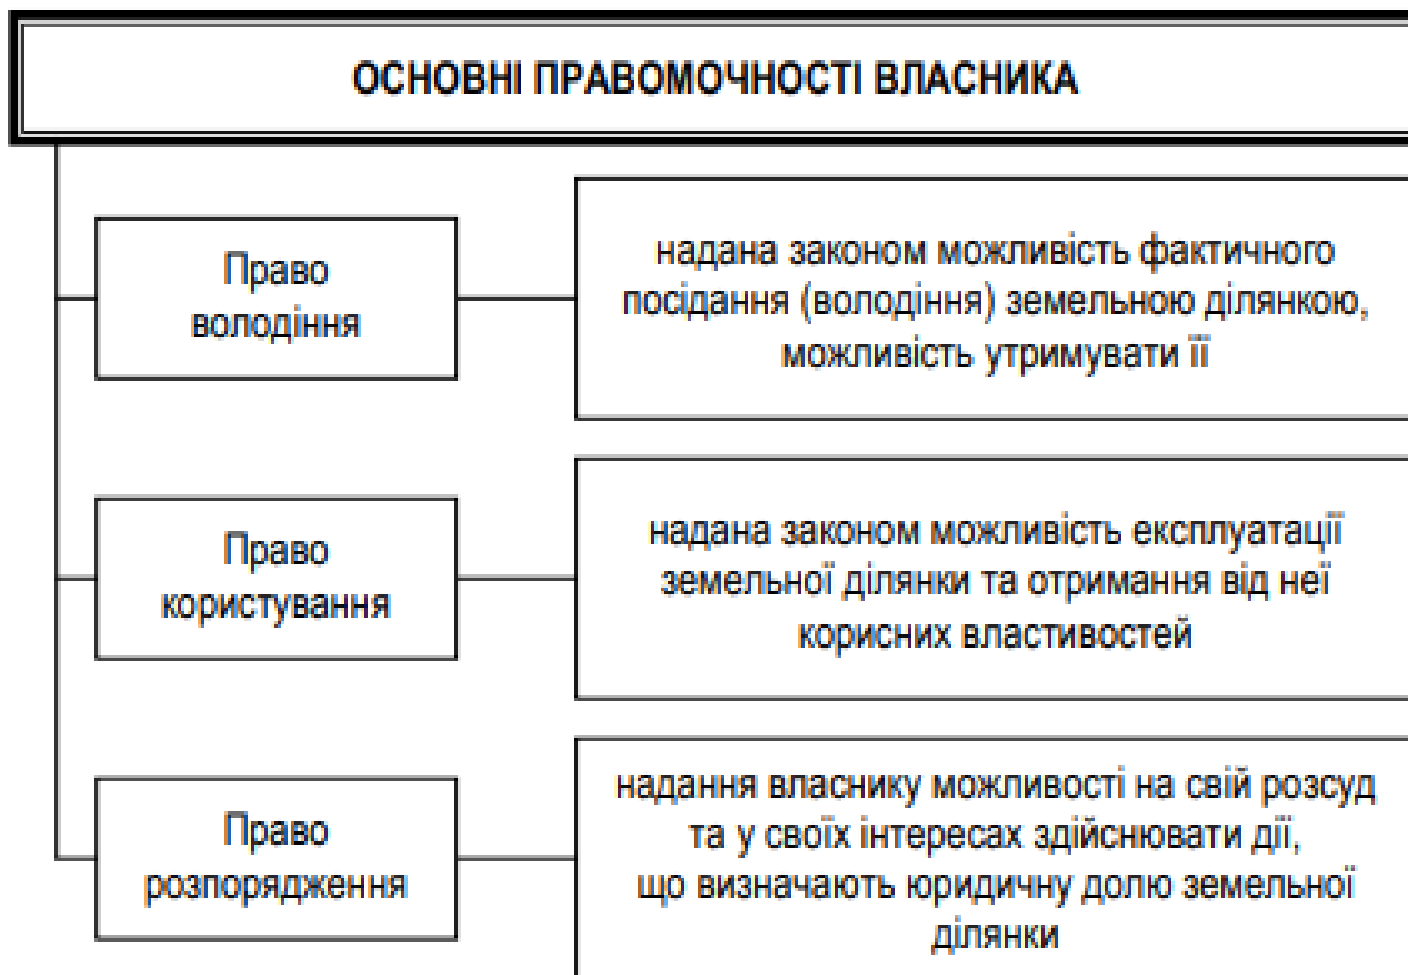 ОСНОВНІ ПРАВОМОЧНОСТІ ВЛАСНИКА
Право
володіння
надана законом можливість фактичного
посідання (володіння) земельною ділянкою,
можливість утримувати її
Право
користування
надана законом можливість експлуатації
земельної ділянки та отримання від неї
корисних властивостей
Право
розпорядження
надання власнику можливості на свій розсуд
та у своїх інтересах здійснювати дії,
що визначають юридичну долю земельної
ділянки